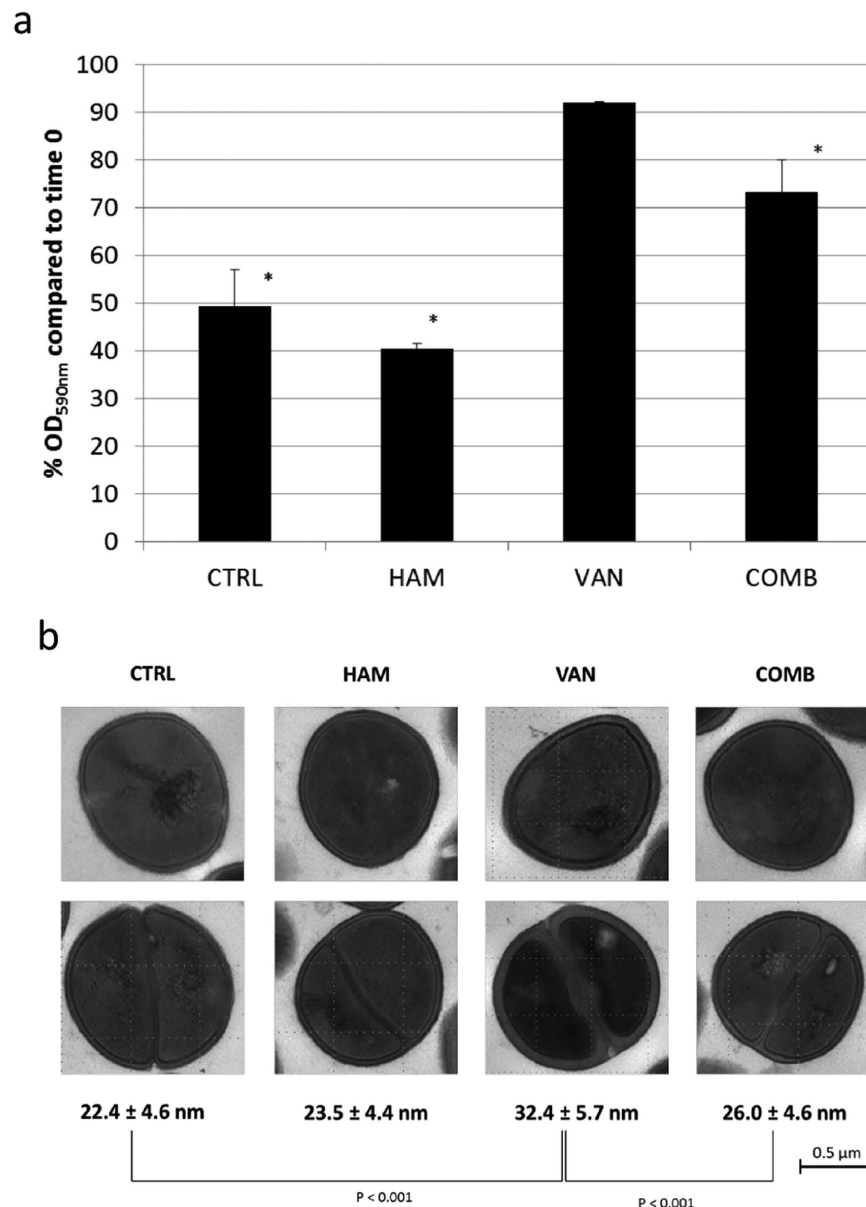 a
% OD590nm compared to time 0
100
90
80
70
60
50
40
30
20
10
0
*
*
*
CTRL HAM VAN COMB
b
CTRL HAM VAN COMB
22.4 ± 4.6 nm 23.5 ± 4.4 nm 32.4 ± 5.7 nm 26.0 ± 4.6 nm
0.5 µm
P < 0.001
P < 0.001